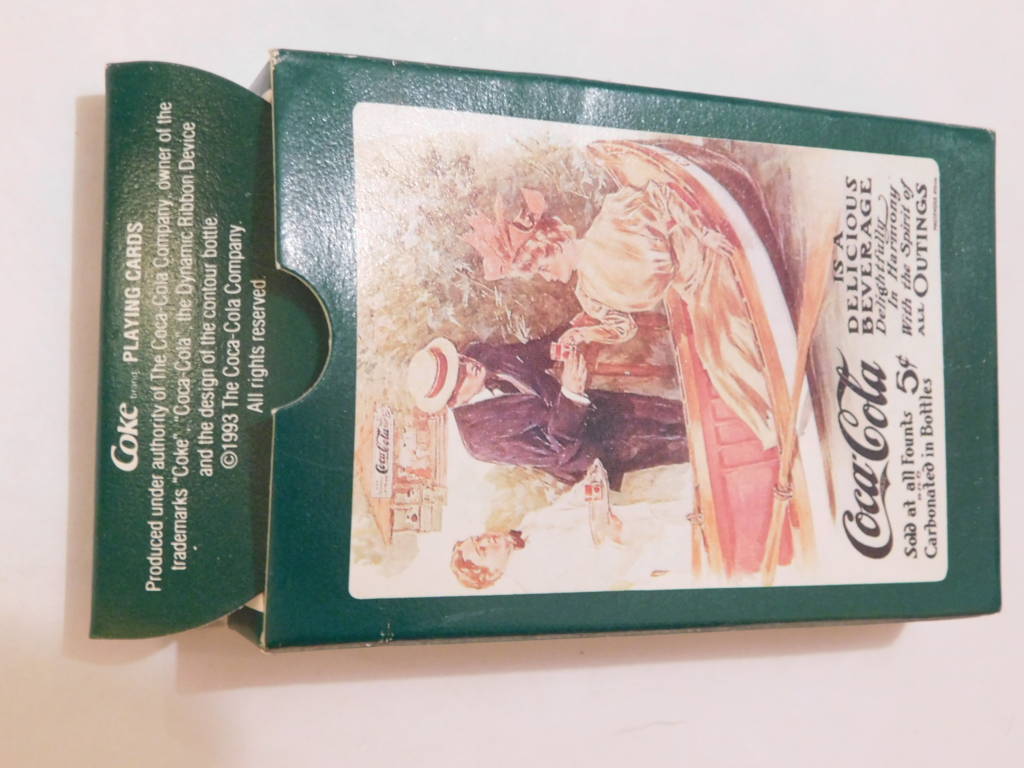 Coke brand PLAYING CARDS
Produced under authority of The Coca-Cola Company, owner of the
trademarks "Coke", "Coca-Cola", the Dynamic Ribbon Device
and the design of the contour bottle.
©1993 The Coca-Cola Company.
All rights reserved.
Coca-Cola
Coca-Cola
Sold at all Founts 5¢
AND
Carbonated in Bottles
IS A
DELICIOUS
BEVERAGE
Delightfully
In Harmony
With the Spirit of
ALL OUTINGS